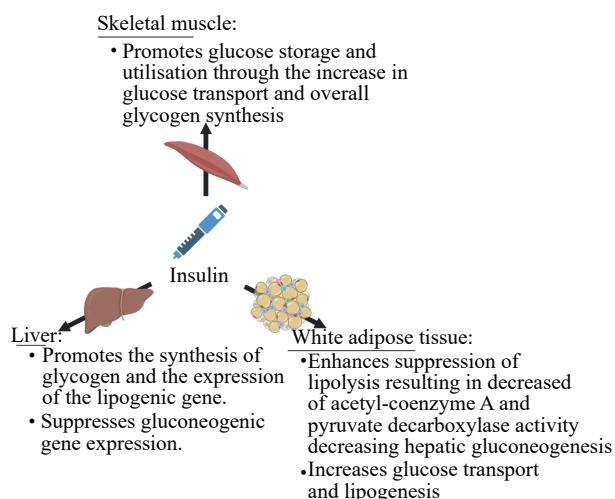 Skeletal muscle:
• Promotes glucose storage and
utilisation through the increase in
glucose transport and overall
glycogen synthesis
Insulin
Liver:
• Promotes the synthesis of
glycogen and the expression
of the lipogenic gene.
• Suppresses gluconeogenic
gene expression.
White adipose tissue:
• Enhances suppression of
lipolysis resulting in decreased
of acetyl-coenzyme A and
pyruvate decarboxylase activity
decreasing hepatic gluconeogenesis
• Increases glucose transport
and lipogenesis